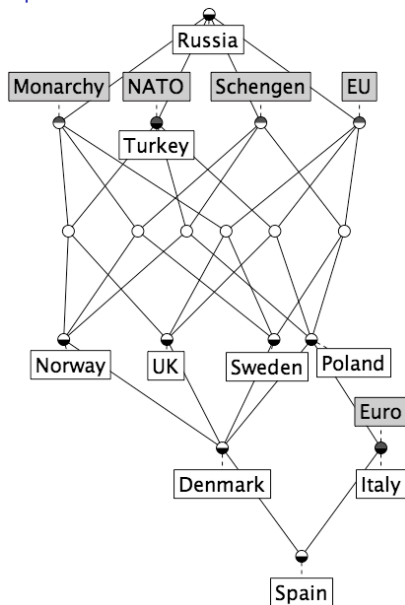 Russia
Monarchy
NATO
Schengen
EU
Turkey
Norway
UK
Sweden
Poland
Euro
Denmark
Italy
Spain